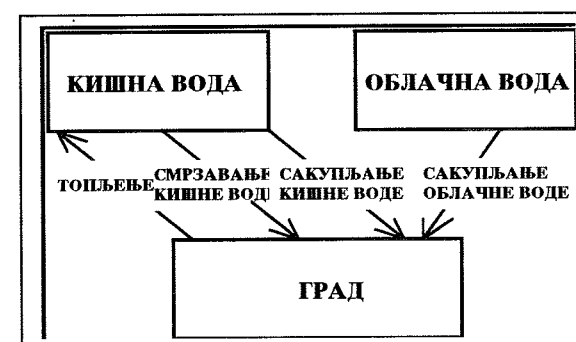 КИШНА ВОДА
ОБЛАЧНА ВОДА
ТОПЉЕЊЕ
СМРЗАВАЊЕ
КИШНЕ ВОДЕ
САКУПЉАЊЕ
КИШНЕ ВОДЕ
САКУПЉАЊЕ
ОБЛАЧНЕ ВОДЕ
ГРАД